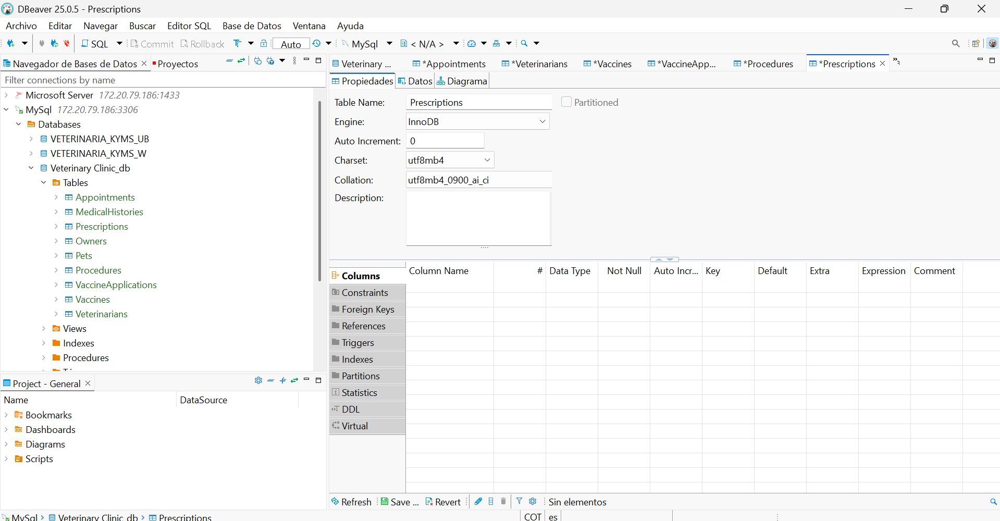 DBeaver 25.0.5 - Prescriptions
Archivo Editar Navegar Buscar Editor SQL Base de Datos Ventana Ayuda
SQL Commit Rollback Auto MySql < N/A >
Navegador de Bases de Datos Proyectos
Filter connections by name
Microsoft Server 172.20.79.186:1433
MySql 172.20.79.186:3306
Databases
VETERINARIA_KYMS_UB
VETERINARIA_KYMS_W
Veterinary Clinic_db
Tables
Appointments
MedicalHistories
Prescriptions
Owners
Pets
Procedures
VaccineApplications
Vaccines
Veterinarians
Views
Indexes
Procedures
Project - General
Name DataSource
Bookmarks
Dashboards
Diagrams
Scripts
Veterinary ... *Appointments *Veterinarians *Vaccines *VaccineApp... *Procedures *Prescriptions »3
Propiedades Datos Diagrama
Table Name: Prescriptions Partitioned
Engine: InnoDB
Auto Increment: 0
Charset: utf8mb4
Collation: utf8mb4_0900_ai_ci
Description:
Columns
Constraints
Foreign Keys
References
Triggers
Indexes
Partitions
Statistics
DDL
Virtual
Column Name # Data Type Not Null Auto Incr... Key Default Extra Expression Comment
Refresh Save ... Revert Sin elementos
MySql Veterinary Clinic_db Prescriptions
COT es